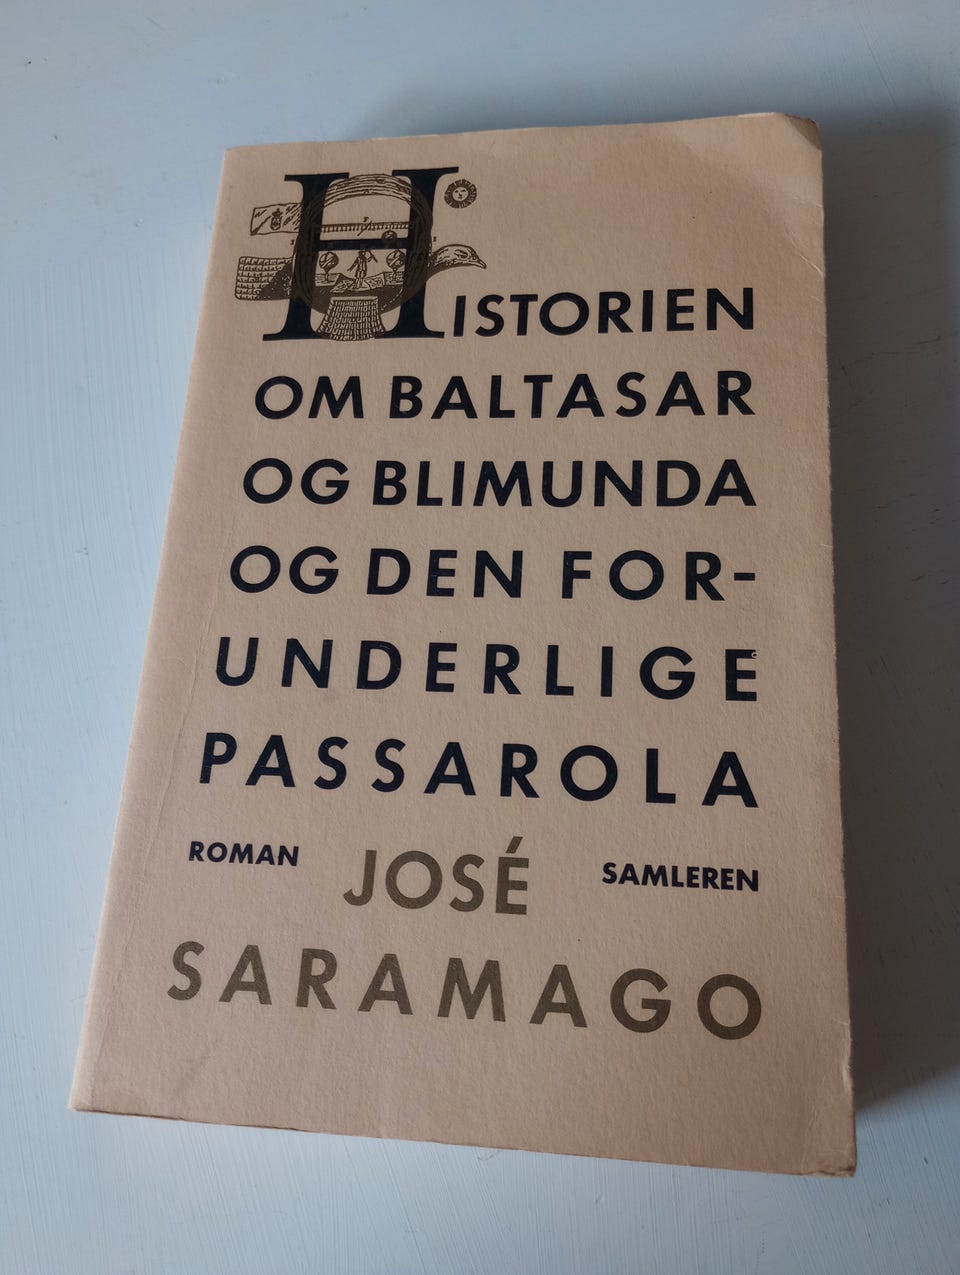 HISTORIEN
OM BALTASAR
OG BLIMUNDA
OG DEN FOR-
UNDERLIGE
PASSAROLA
ROMAN JOSÉ SAMLEREN
SARAMAGO